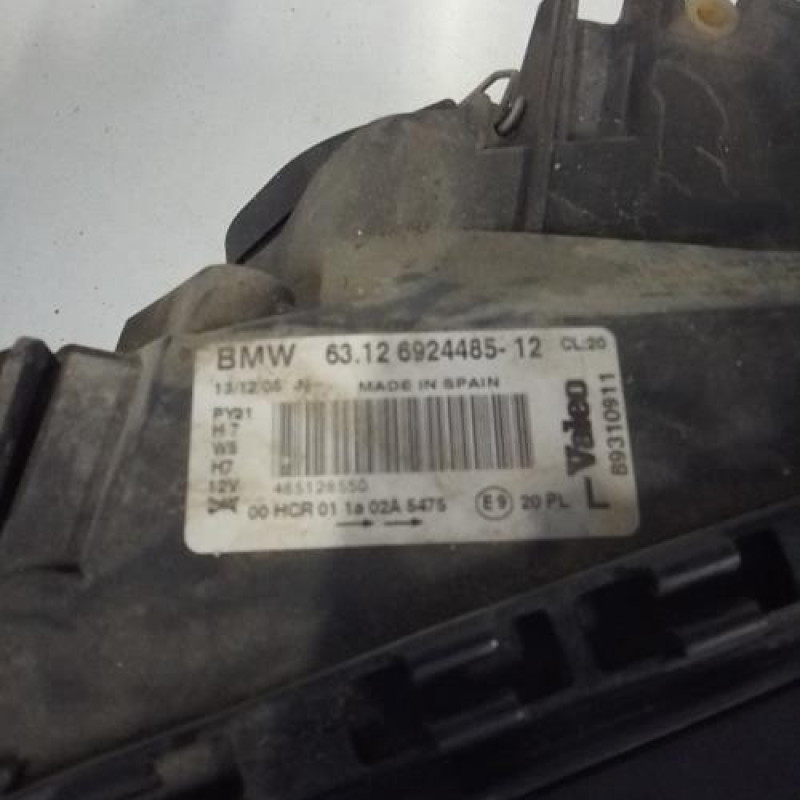 BMW 63.12 6924485-12 CL:20
13/12/05 -N- MADE IN SPAIN
PY21
H 7
W5
H7
12V 465128550
00 HCR 01 1a 02A 5475 E9 20 PL
Valeo
L
89310911